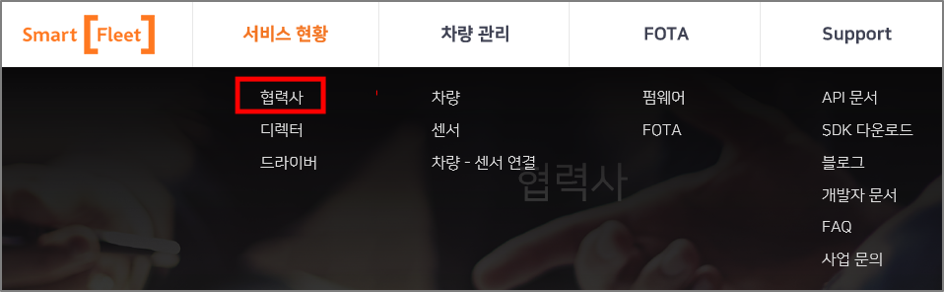 Smart [Fleet] 서비스 현황 차량 관리 FOTA Support
협력사 차량 펌웨어 API 문서
디렉터 센서 FOTA SDK 다운로드
드라이버 차량 - 센서 연결 블로그
협력사
개발자 문서
FAQ
사업 문의